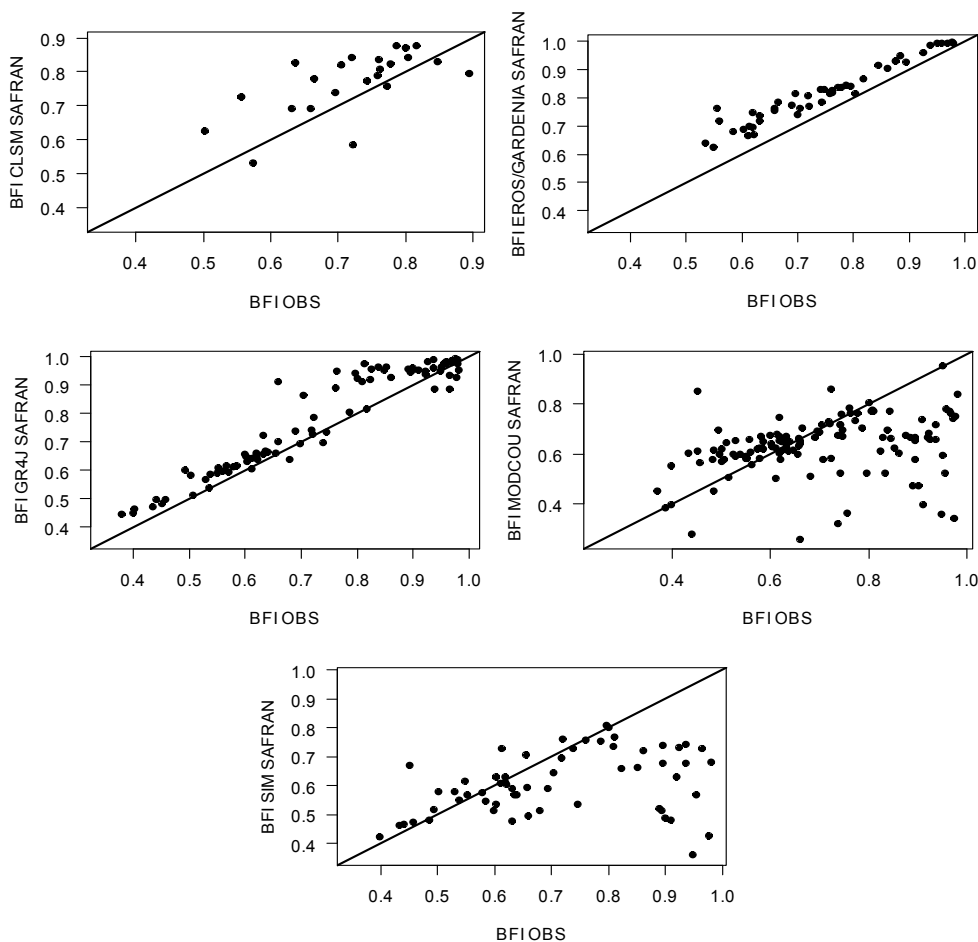 BFI CLSM SAFRAN
0.9
0.8
0.7
0.6
0.5
0.4
0.4 0.5 0.6 0.7 0.8 0.9
BFI OBS
BFI EROS/GARDENIA SAFRAN
1.0
0.9
0.8
0.7
0.6
0.5
0.4
0.4 0.5 0.6 0.7 0.8 0.9 1.0
BFI OBS
BFI GR4J SAFRAN
1.0
0.9
0.8
0.7
0.6
0.5
0.4
0.4 0.5 0.6 0.7 0.8 0.9 1.0
BFI OBS
BFI MODCOU SAFRAN
1.0
0.8
0.6
0.4
0.4 0.6 0.8 1.0
BFI OBS
BFI SIM SAFRAN
1.0
0.9
0.8
0.7
0.6
0.5
0.4
0.4 0.5 0.6 0.7 0.8 0.9 1.0
BFI OBS